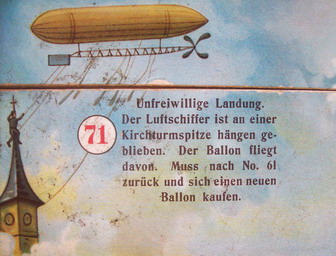 Unfreiwillige Landung.
Der Luftschiffer ist an einer
Kirchturmspitze hängen ge-
blieben. Der Ballon fliegt
davon. Muss nach No. 61
zurück und sich einen neuen
Ballon kaufen.
71